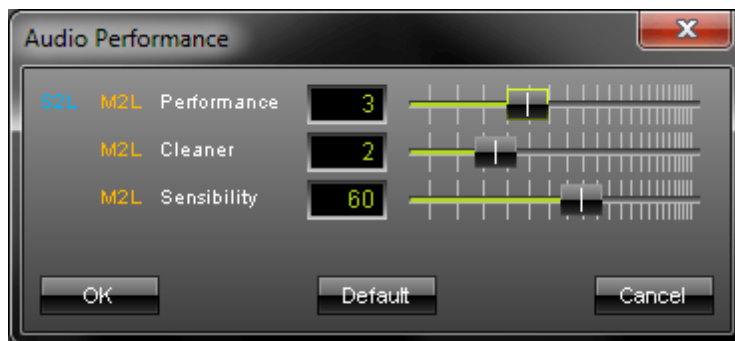 Audio Performance
S2L M2L Performance 3
M2L Cleaner 2
M2L Sensibility 60
OK Default Cancel